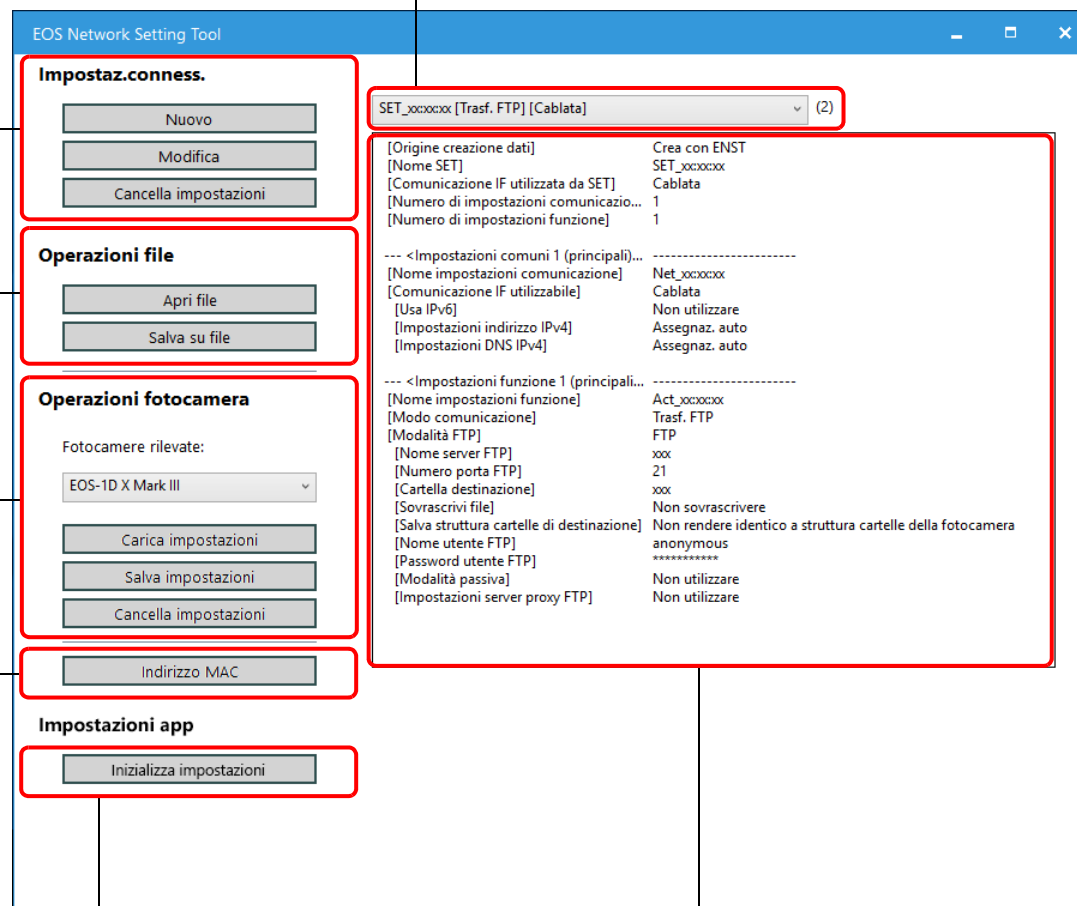 EOS Network Setting Tool
Impostaz.conness.
Nuovo
Modifica
Cancella impostazioni
Operazioni file
Apri file
Salva su file
Operazioni fotocamera
Fotocamere rilevate:
EOS-1D X Mark III
Carica impostazioni
Salva impostazioni
Cancella impostazioni
Indirizzo MAC
Impostazioni app
Inizializza impostazioni
SET_xx:xx:xx [Trasf. FTP] [Cablata] (2)
[Origine creazione dati] Crea con ENST
[Nome SET] SET_xx:xx:xx
[Comunicazione IF utilizzata da SET] Cablata
[Numero di impostazioni comunicazio... 1
[Numero di impostazioni funzione] 1
--- <Impostazioni comuni 1 (principali)... ------------------------
[Nome impostazioni comunicazione] Net_xx:xx:xx
[Comunicazione IF utilizzabile] Cablata
[Usa IPv6] Non utilizzare
[Impostazioni indirizzo IPv4] Assegnaz. auto
[Impostazioni DNS IPv4] Assegnaz. auto
--- <Impostazioni funzione 1 (principali... ------------------------
[Nome impostazioni funzione] Act_xx:xx:xx
[Modo comunicazione] Trasf. FTP
[Modalità FTP] FTP
[Nome server FTP] xxx
[Numero porta FTP] 21
[Cartella destinazione] xxx
[Sovrascrivi file] Non sovrascrivere
[Salva struttura cartelle di destinazione] Non rendere identico a struttura cartelle della fotocamera
[Nome utente FTP] anonymous
[Password utente FTP] ***********
[Modalità passiva] Non utilizzare
[Impostazioni server proxy FTP] Non utilizzare